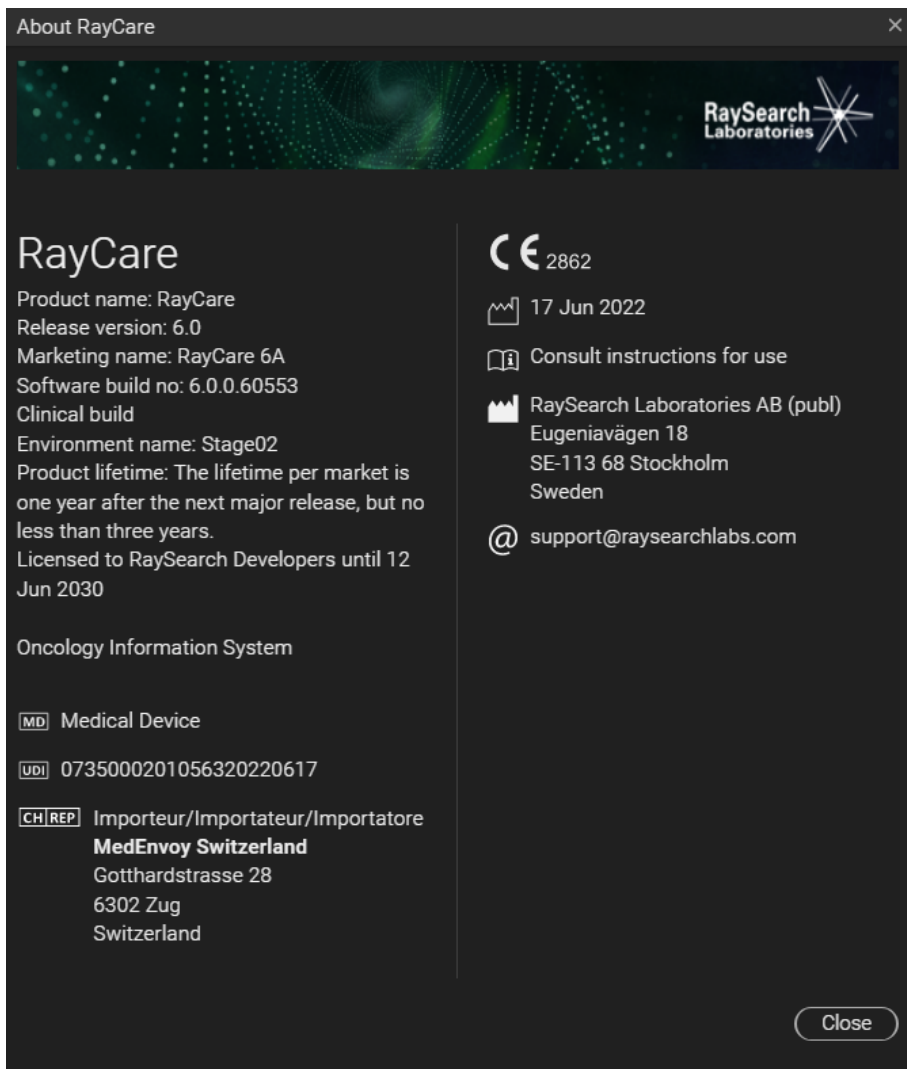 About RayCare
RaySearch
Laboratories
RayCare
Product name: RayCare
Release version: 6.0
Marketing name: RayCare 6A
Software build no: 6.0.0.60553
Clinical build
Environment name: Stage02
Product lifetime: The lifetime per market is
one year after the next major release, but no
less than three years.
Licensed to RaySearch Developers until 12
Jun 2030
Oncology Information System
MD Medical Device
UDI 0735000201056320220617
CH REP Importeur/Importateur/Importatore
MedEnvoy Switzerland
Gotthardstrasse 28
6302 Zug
Switzerland
CE 2862
17 Jun 2022
Consult instructions for use
RaySearch Laboratories AB (publ)
Eugeniavägen 18
SE-113 68 Stockholm
Sweden
@ support@raysearchlabs.com
Close